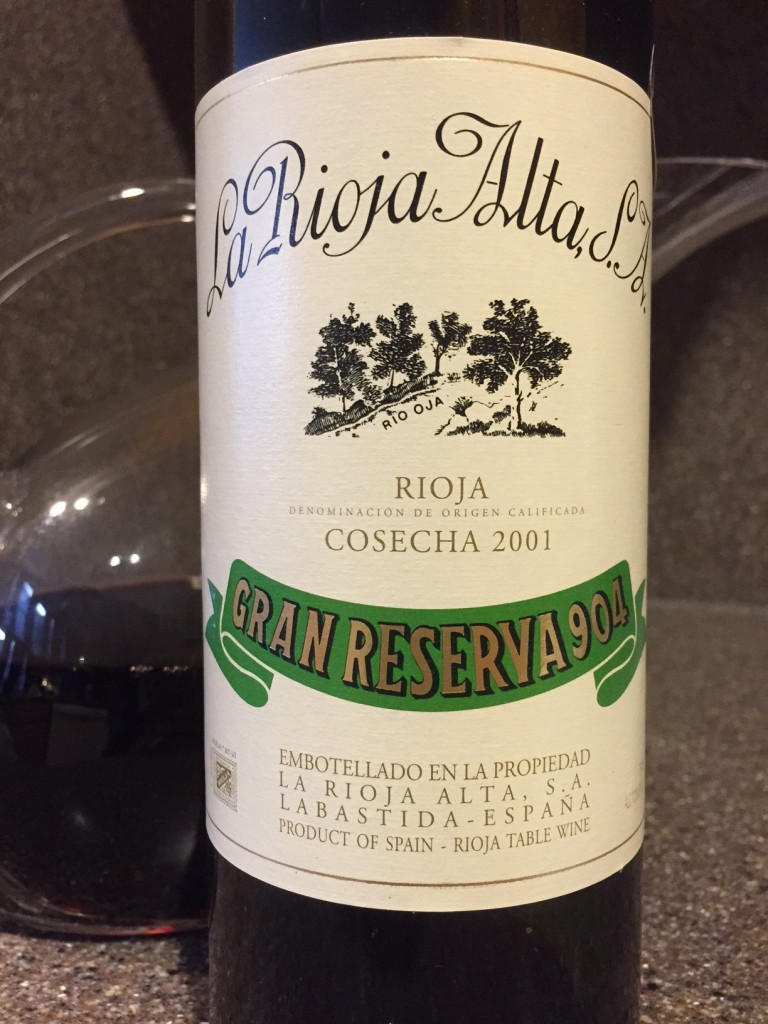 La Rioja Alta, S.A.
RIO OJA
RIOJA
DENOMINACIÓN DE ORIGEN CALIFICADA
COSECHA 2001
GRAN RESERVA 904
EMBOTELLADO EN LA PROPIEDAD
LA RIOJA ALTA, S.A.
LABASTIDA-ESPAÑA
PRODUCT OF SPAIN - RIOJA TABLE WINE